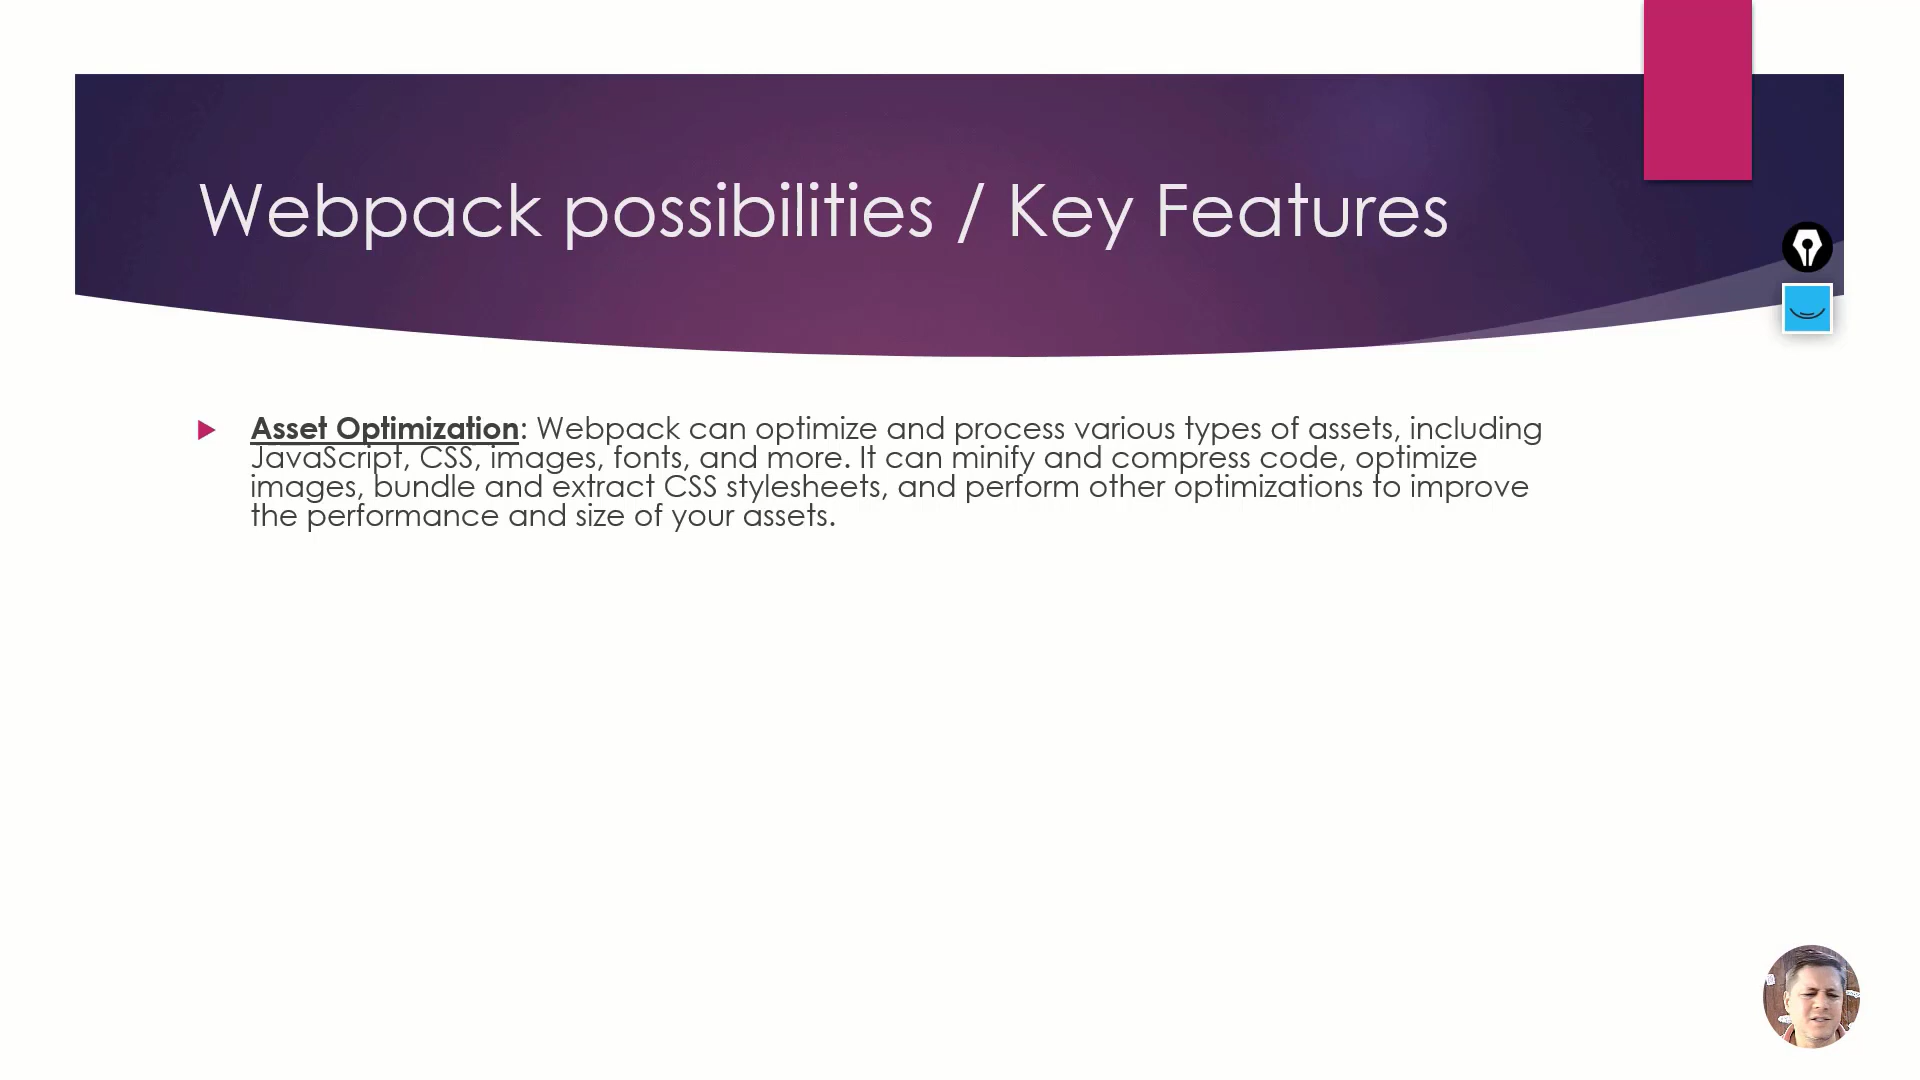 Webpack possibilities / Key Features
Asset Optimization: Webpack can optimize and process various types of assets, including
JavaScript, CSS, images, fonts, and more. It can minify and compress code, optimize
images, bundle and extract CSS stylesheets, and perform other optimizations to improve
the performance and size of your assets.